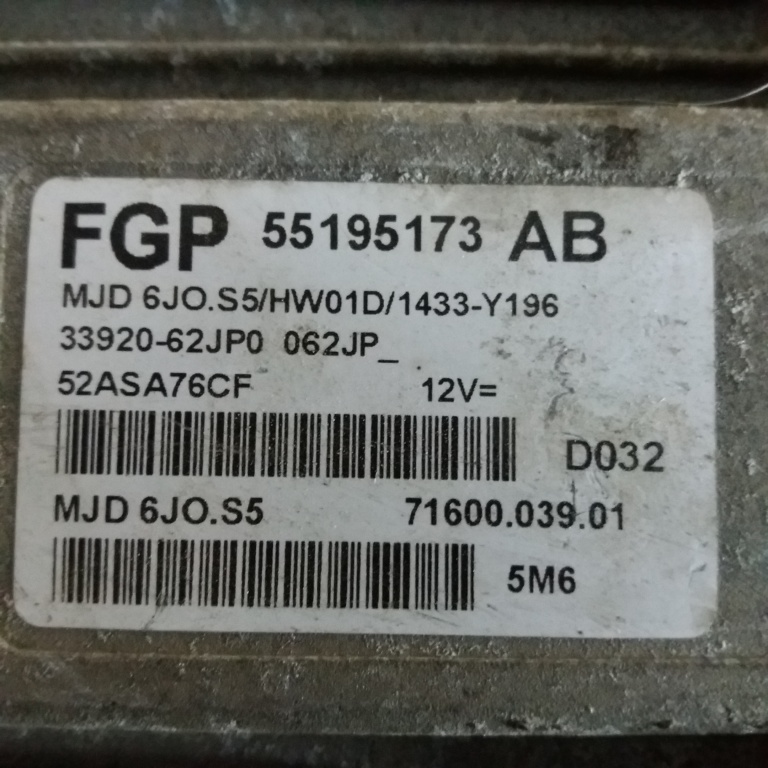 FGP 55195173 AB
MJD 6JO.S5/HW01D/1433-Y196
33920-62JP0 062JP_
52ASA76CF 12V=
D032
MJD 6JO.S5 71600.039.01
5M6